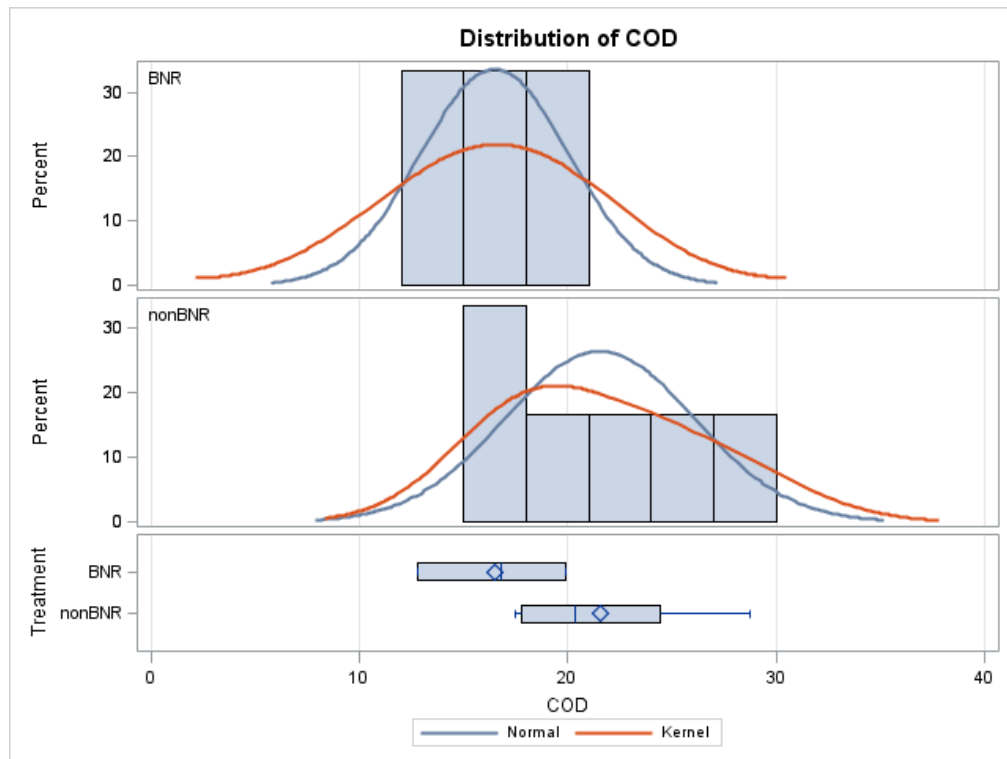 Distribution of COD
BNR
30
20
10
0
Percent
nonBNR
30
20
10
0
Percent
BNR
nonBNR
Treatment
0 10 20 30 40
COD
Normal Kernel